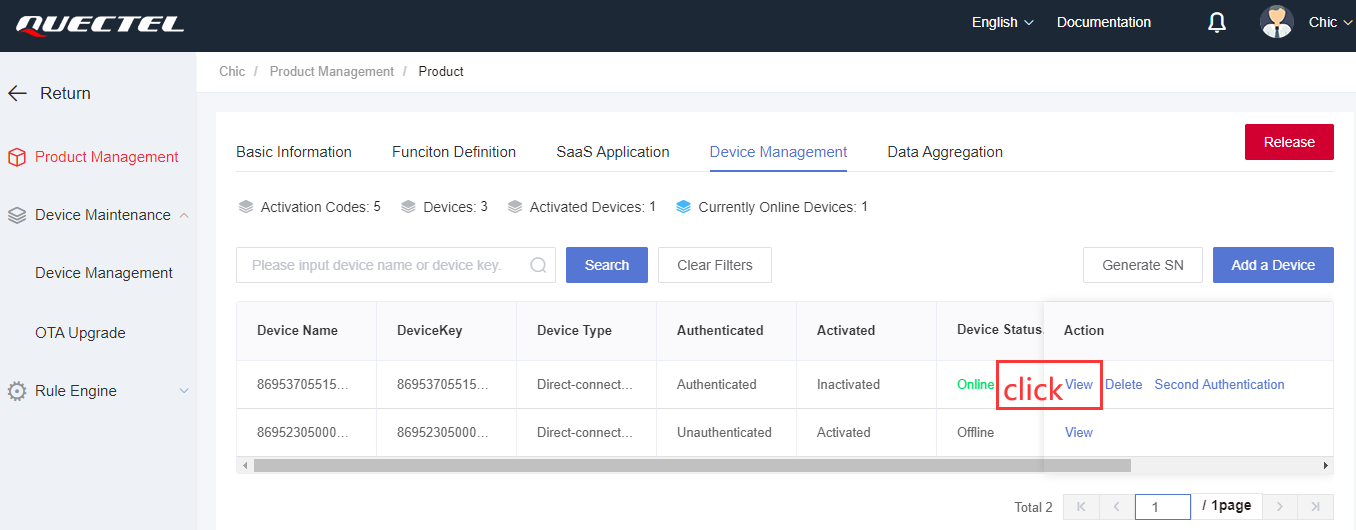 QUECTEL
English Documentation Chic
Return
Chic / Product Management / Product
Product Management
Device Maintenance
Device Management
OTA Upgrade
Rule Engine
Basic Information Funciton Definition SaaS Application Device Management Data Aggregation Release
Activation Codes: 5 Devices: 3 Activated Devices: 1 Currently Online Devices: 1
Please input device name or device key. Search Clear Filters Generate SN Add a Device
Device Name DeviceKey Device Type Authenticated Activated Device Status Action
86953705515... 86953705515... Direct-connect... Authenticated Inactivated Online click View Delete Second Authentication
86952305000... 86952305000... Direct-connect... Unauthenticated Activated Offline View
Total 2 1 / 1page